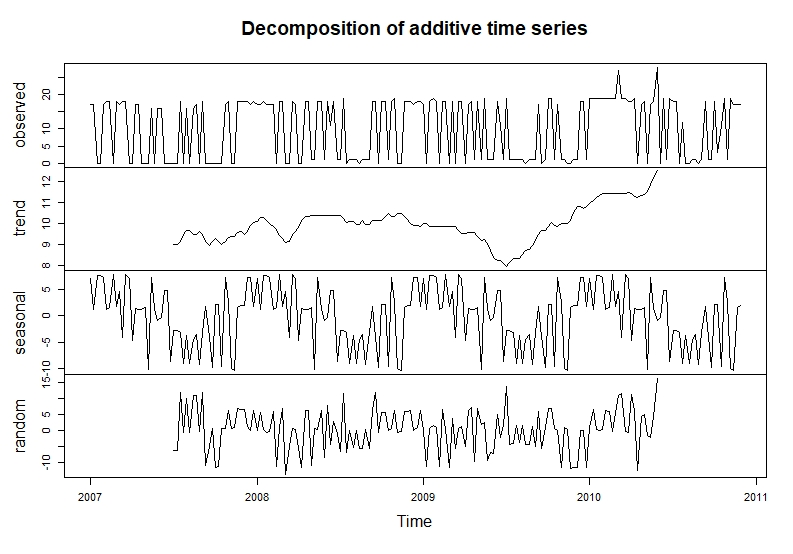 Decomposition of additive time series
observed
0 5 10 20
trend
8 9 10 11 12
seasonal
-10 -5 0 5
random
-10 0 5 15
2007 2008 2009 2010 2011
Time